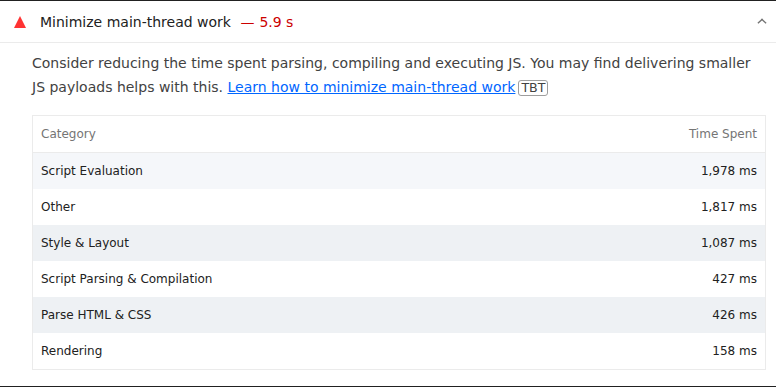 Minimize main-thread work — 5.9 s
Consider reducing the time spent parsing, compiling and executing JS. You may find delivering smaller
JS payloads helps with this. Learn how to minimize main-thread work TBT
Category Time Spent
Script Evaluation 1,978 ms
Other 1,817 ms
Style & Layout 1,087 ms
Script Parsing & Compilation 427 ms
Parse HTML & CSS 426 ms
Rendering 158 ms